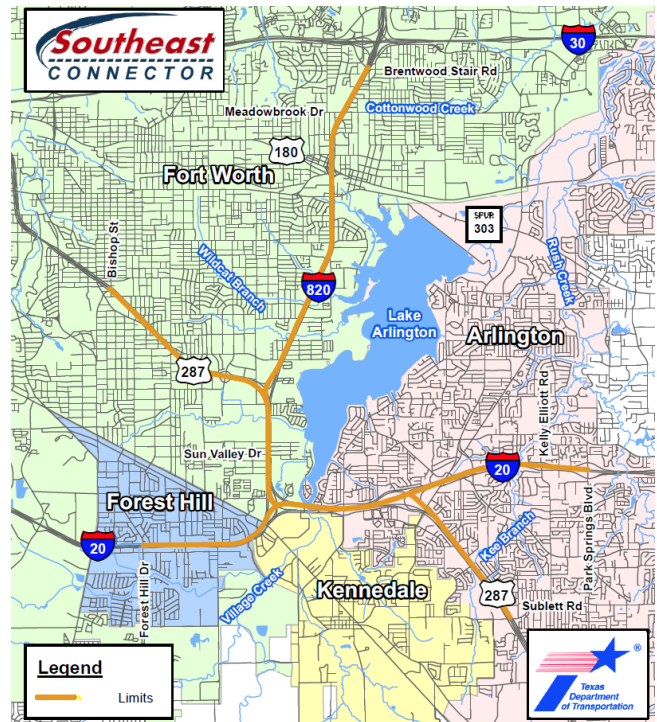 Southeast
CONNECTOR
30
Brentwood Stair Rd
Cottonwood Creek
Meadowbrook Dr
180
Fort Worth
SPUR
303
Bishop St
Wildcat Branch
Rush Creek
820
Lake
Arlington
Arlington
287
Kelly Elliott Rd
Sun Valley Dr
20
Forest Hill
20
Kee Branch
Park Springs Blvd
Forest Hill Dr
Village Creek
Kennedale
287
Sublett Rd
Legend
Limits
®
Texas
Department
of Transportation